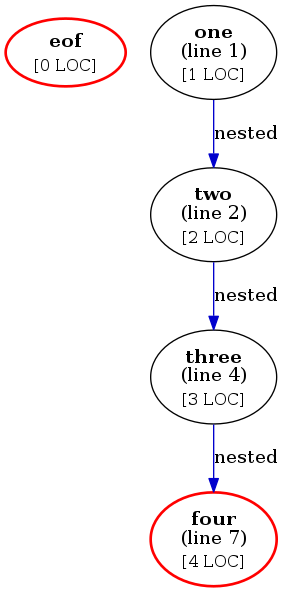 eof
[0 LOC]
one
(line 1)
[1 LOC]
nested
two
(line 2)
[2 LOC]
nested
three
(line 4)
[3 LOC]
nested
four
(line 7)
[4 LOC]